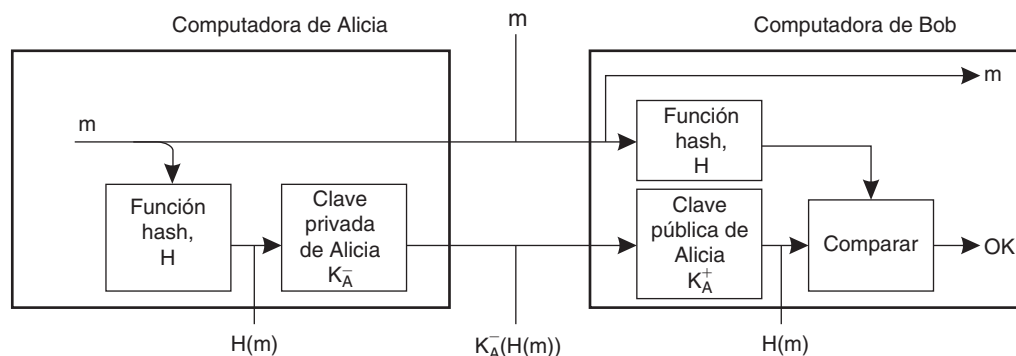 Computadora de Alicia
m
Computadora de Bob
m
m
Función
hash,
H
Función
hash,
H
Clave
privada
de Alicia
K_A^-
Clave
pública de
Alicia
K_A^+
Comparar
OK
H(m)
K_A^-(H(m))
H(m)